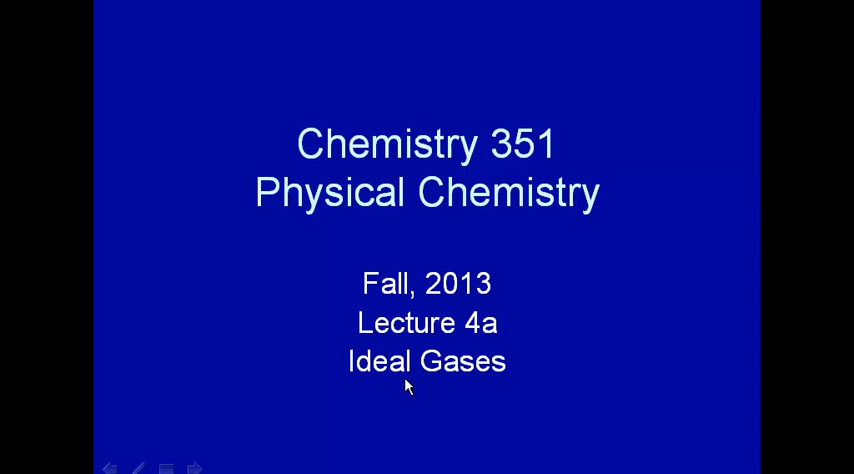 Chemistry 351
Physical Chemistry
Fall, 2013
Lecture 4a
Ideal Gases